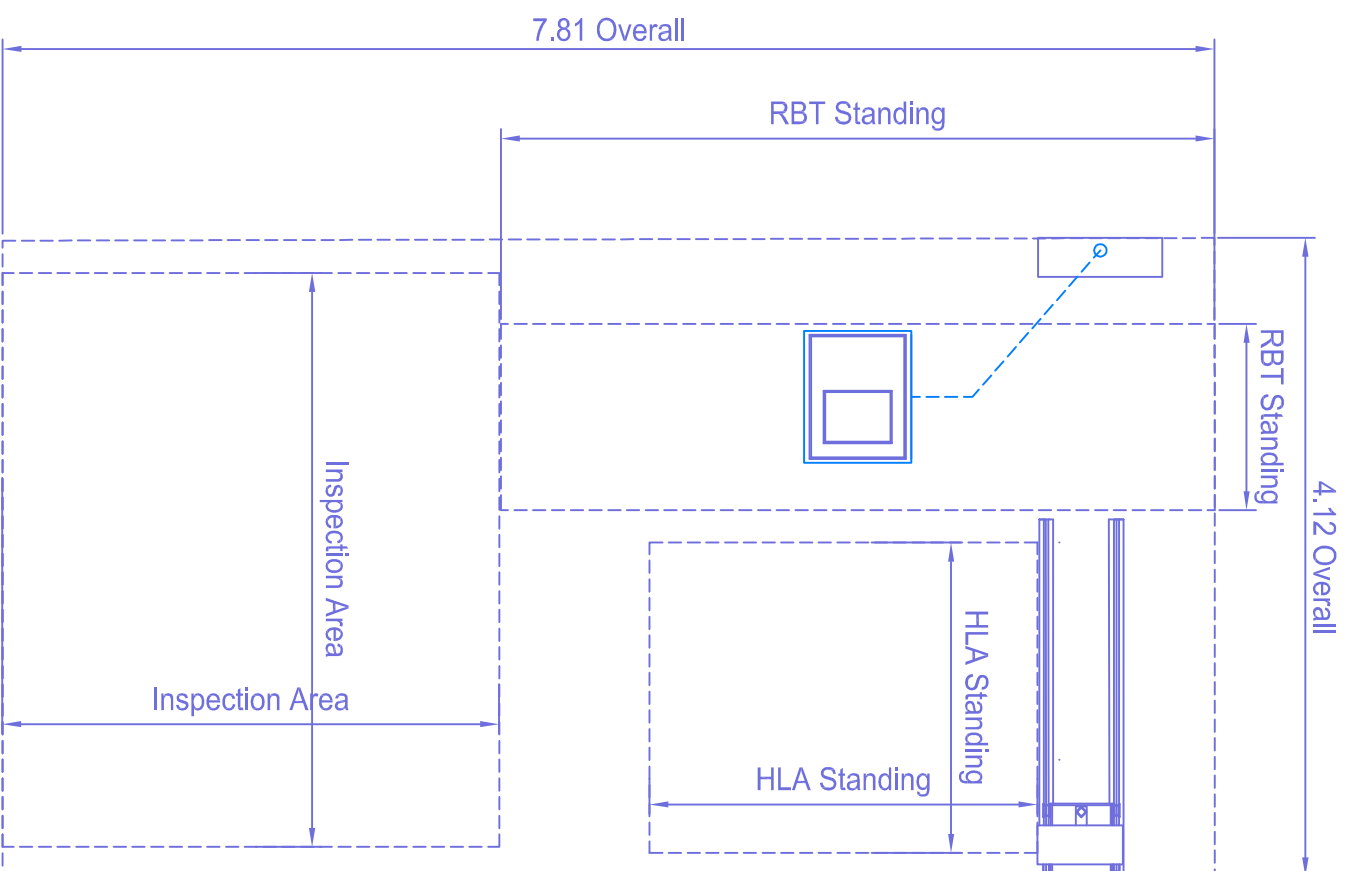 7.81 Overall
RBT Standing
RBT Standing
4.12 Overall
Inspection Area
Inspection Area
HLA Standing
HLA Standing